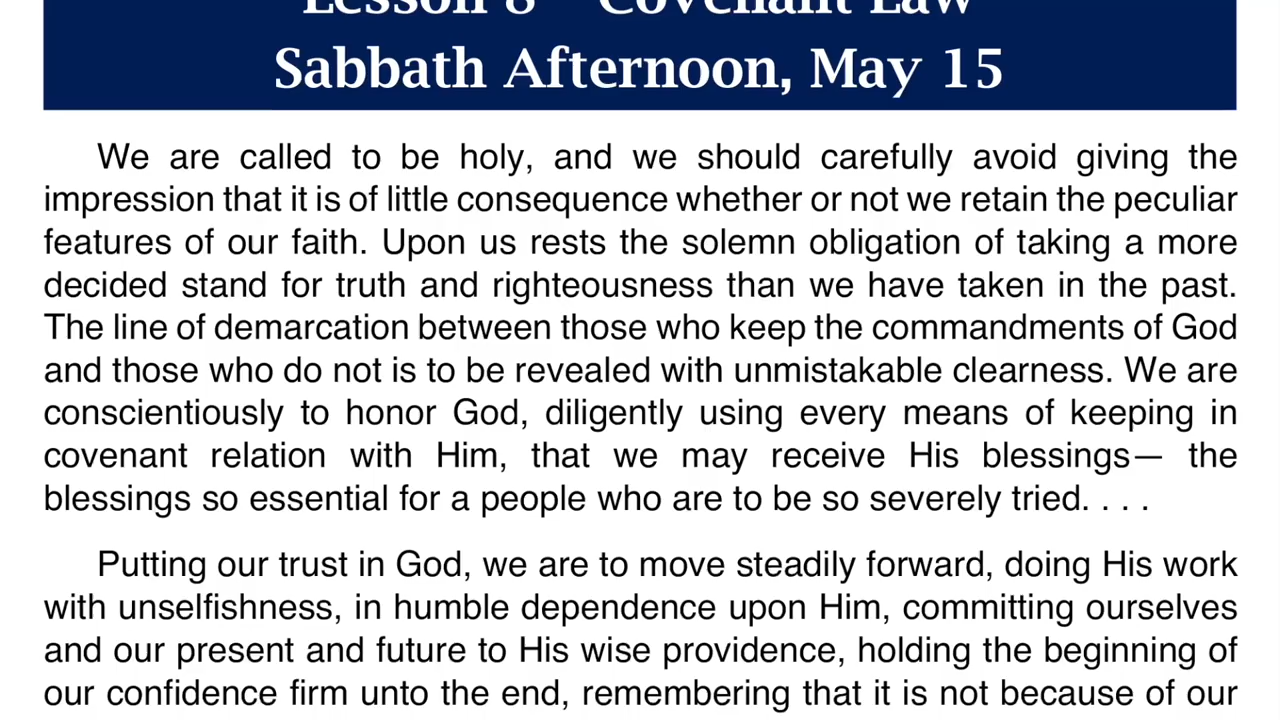 Lesson 8 Covenant Law
Sabbath Afternoon, May 15
We are called to be holy, and we should carefully avoid giving the
impression that it is of little consequence whether or not we retain the peculiar
features of our faith. Upon us rests the solemn obligation of taking a more
decided stand for truth and righteousness than we have taken in the past.
The line of demarcation between those who keep the commandments of God
and those who do not is to be revealed with unmistakable clearness. We are
conscientiously to honor God, diligently using every means of keeping in
covenant relation with Him, that we may receive His blessings— the
blessings so essential for a people who are to be so severely tried. . . .
Putting our trust in God, we are to move steadily forward, doing His work
with unselfishness, in humble dependence upon Him, committing ourselves
and our present and future to His wise providence, holding the beginning of
our confidence firm unto the end, remembering that it is not because of our